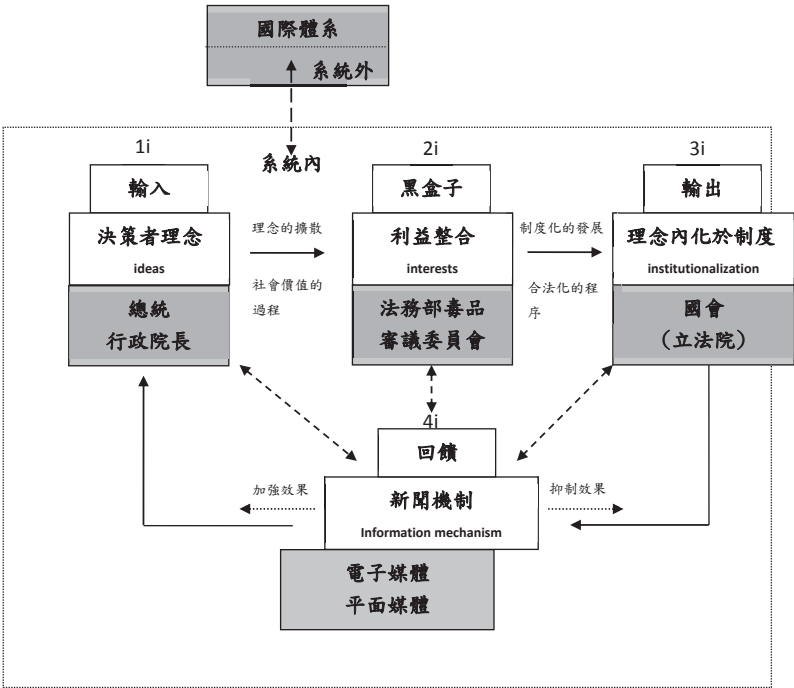 國際體系
系統外
系統內
1i
輸入
決策者理念
ideas
總統
行政院長
理念的擴散
社會價值的
過程
2i
黑盒子
利益整合
interests
法務部毒品
審議委員會
制度化的發展
合法化的程
序
3i
輸出
理念內化於制度
institutionalization
國會
（立法院）
4i
回饋
加強效果
新聞機制
Information mechanism
抑制效果
電子媒體
平面媒體